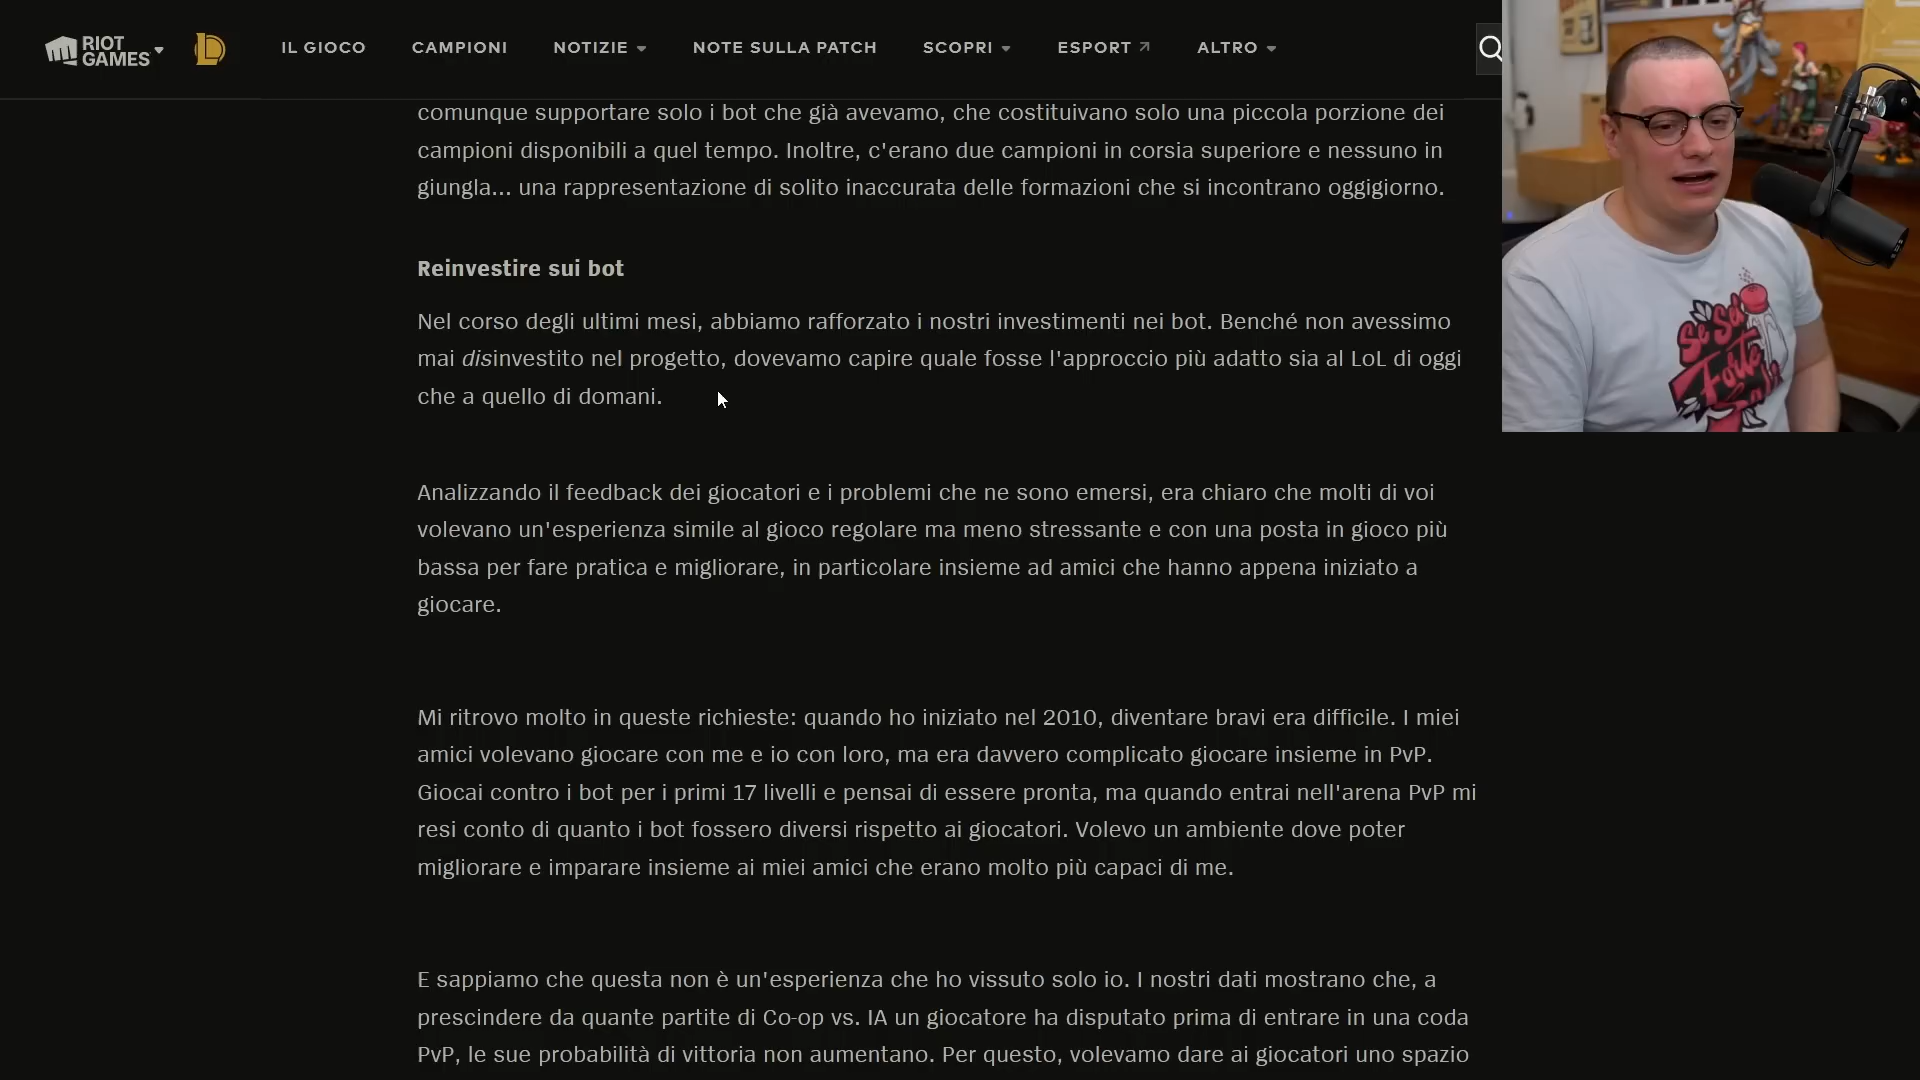 RIOT GAMES
IL GIOCO
CAMPIONI
NOTIZIE
NOTE SULLA PATCH
SCOPRI
ESPORT
ALTRO
comunque supportare solo i bot che già avevamo, che costituivano solo una piccola porzione dei
campioni disponibili a quel tempo. Inoltre, c'erano due campioni in corsia superiore e nessuno in
giungla... una rappresentazione di solito inaccurata delle formazioni che si incontrano oggigiorno.
Reinvestire sui bot
Nel corso degli ultimi mesi, abbiamo rafforzato i nostri investimenti nei bot. Benché non avessimo
mai disinvestito nel progetto, dovevamo capire quale fosse l'approccio più adatto sia al LoL di oggi
che a quello di domani.
Analizzando il feedback dei giocatori e i problemi che ne sono emersi, era chiaro che molti di voi
volevano un'esperienza simile al gioco regolare ma meno stressante e con una posta in gioco più
bassa per fare pratica e migliorare, in particolare insieme ad amici che hanno appena iniziato a
giocare.
Mi ritrovo molto in queste richieste: quando ho iniziato nel 2010, diventare bravi era difficile. I miei
amici volevano giocare con me e io con loro, ma era davvero complicato giocare insieme in PvP.
Giocai contro i bot per i primi 17 livelli e pensai di essere pronta, ma quando entrai nell'arena PvP mi
resi conto di quanto i bot fossero diversi rispetto ai giocatori. Volevo un ambiente dove poter
migliorare e imparare insieme ai miei amici che erano molto più capaci di me.
E sappiamo che questa non è un'esperienza che ho vissuto solo io. I nostri dati mostrano che, a
prescindere da quante partite di Co-op vs. IA un giocatore ha disputato prima di entrare in una coda
PvP, le sue probabilità di vittoria non aumentano. Per questo, volevamo dare ai giocatori uno spazio
Se Sei
Forte